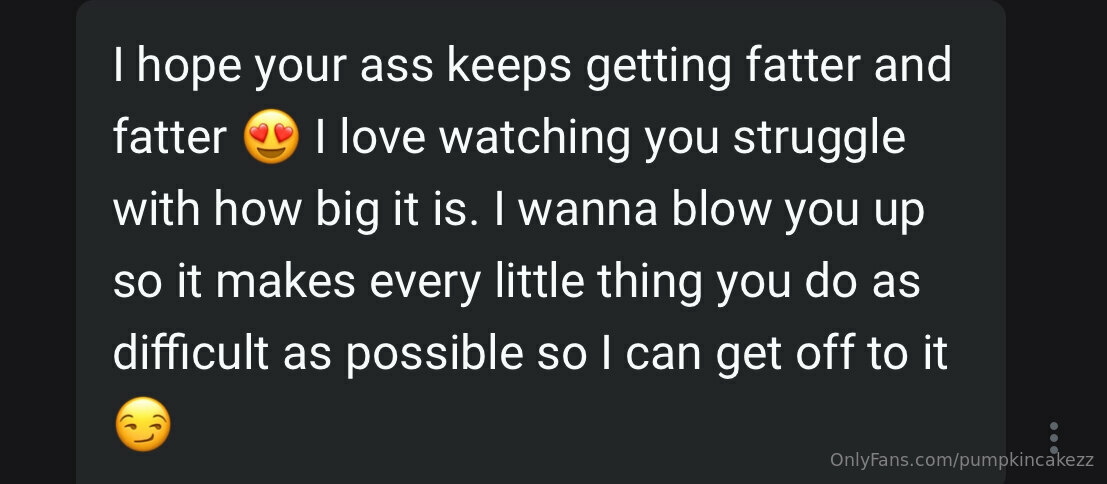 I hope your ass keeps getting fatter and
fatter 😍 I love watching you struggle
with how big it is. I wanna blow you up
so it makes every little thing you do as
difficult as possible so I can get off to it
😏
OnlyFans.com/pumpkincakezz